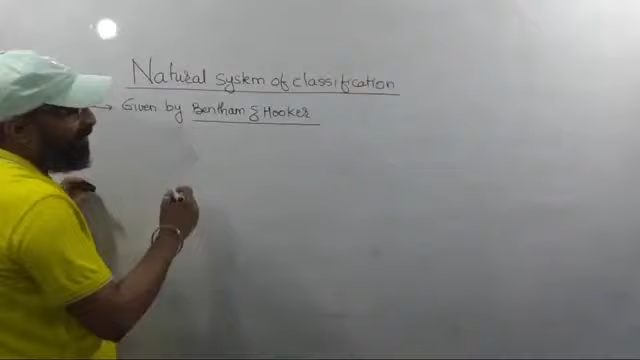 Natural system of classification
→ Given by Bentham & Hooker